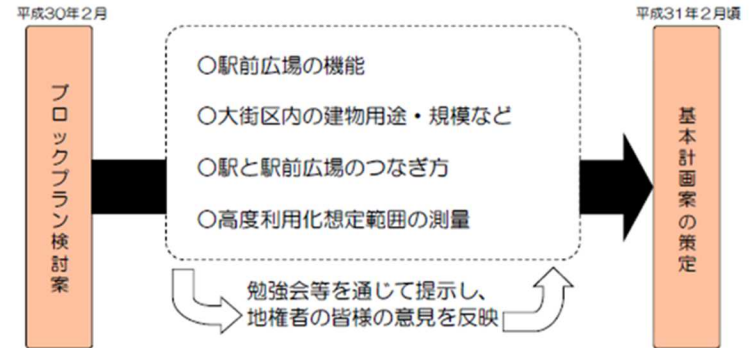 平成30年2月
平成31年2月頃
ブロックプラン検討案
○駅前広場の機能
○大街区内の建物用途・規模など
○駅と駅前広場のつなぎ方
○高度利用化想定範囲の測量
基本計画案の策定
勉強会等を通じて提示し、
地権者の皆様の意見を反映